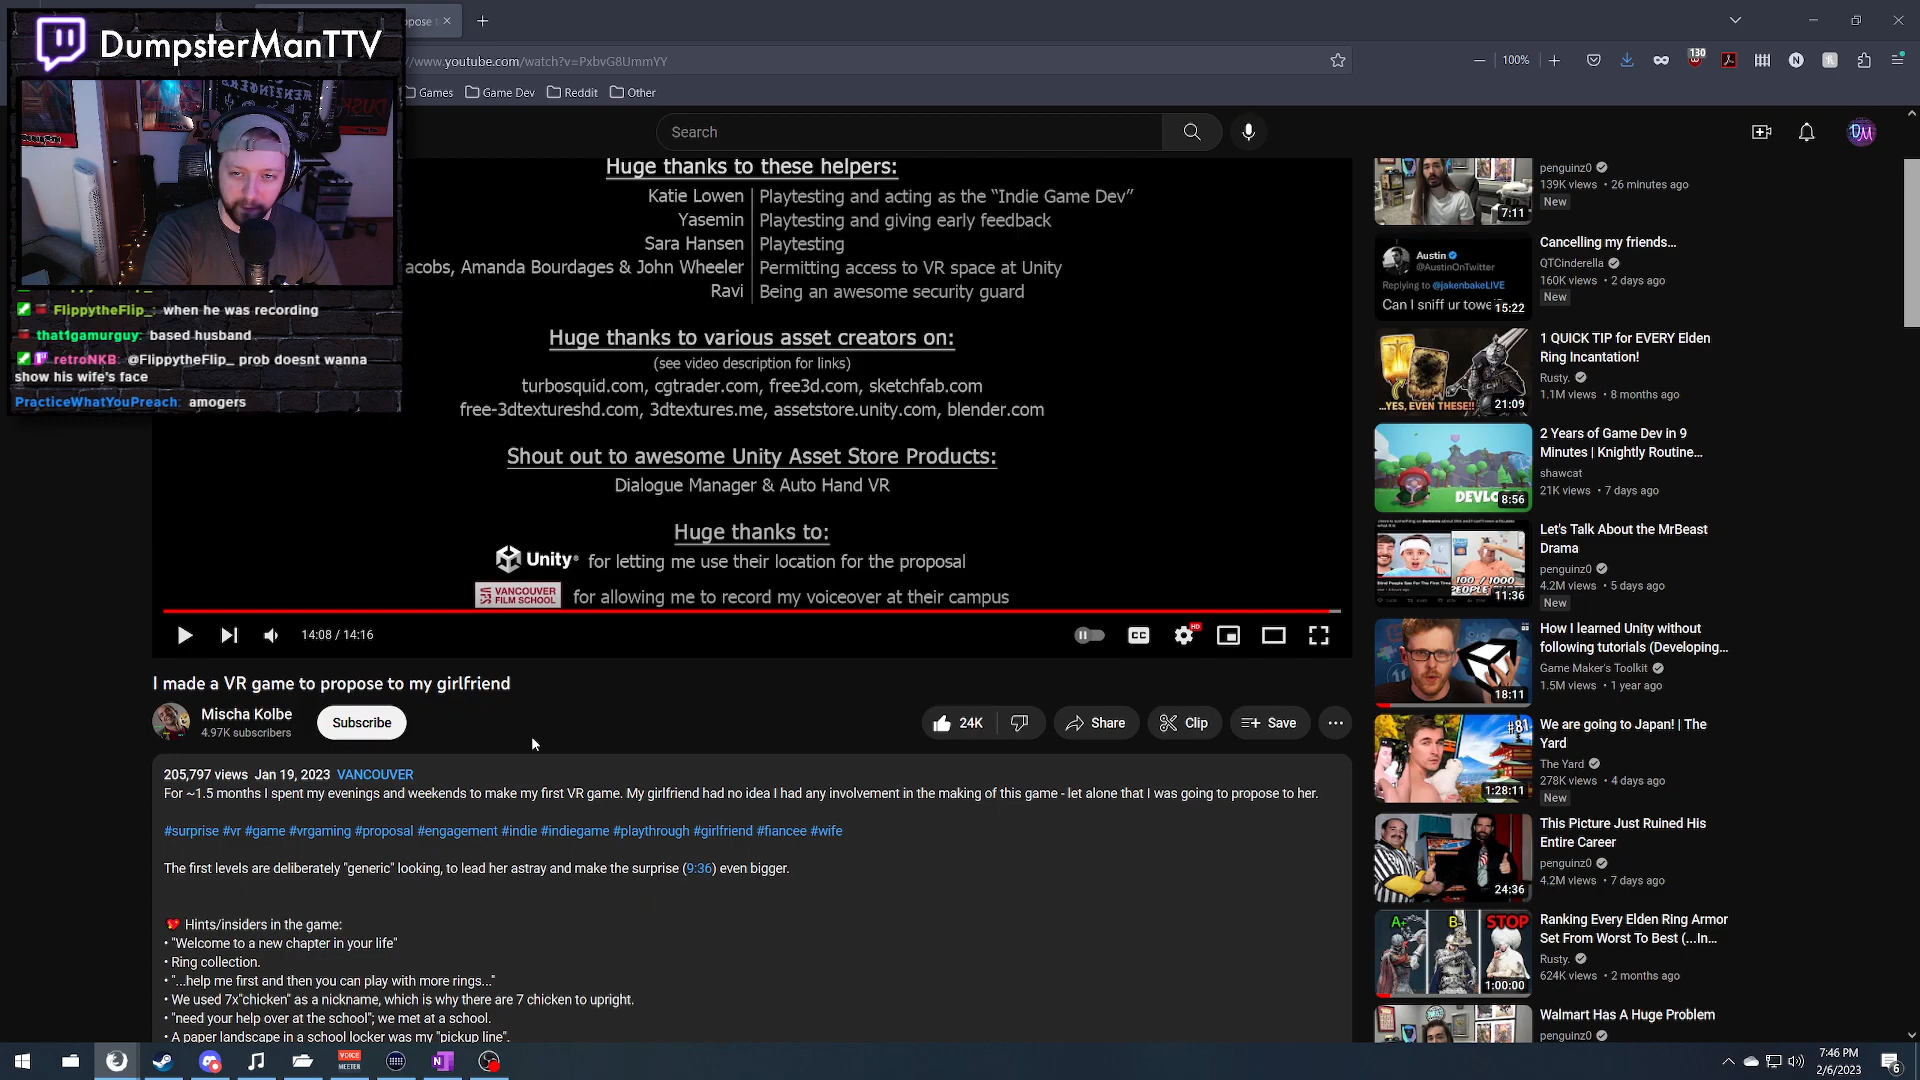 DumpsterManTTV
pose t
//www.youtube.com/watch?v=PxbvG8UmmYY
100%
130
Games
Game Dev
Reddit
Other
Search
DM
Huge thanks to these helpers:
Katie Lowen | Playtesting and acting as the “Indie Game Dev”
Yasemin | Playtesting and giving early feedback
Sara Hansen | Playtesting
acobs, Amanda Bourdages & John Wheeler | Permitting access to VR space at Unity
Ravi | Being an awesome security guard
Huge thanks to various asset creators on:
(see video description for links)
turbosquid.com, cgtrader.com, free3d.com, sketchfab.com
free-3dtextureshd.com, 3dtextures.me, assetstore.unity.com, blender.com
Shout out to awesome Unity Asset Store Products:
Dialogue Manager & Auto Hand VR
Huge thanks to:
Unity® for letting me use their location for the proposal
VFS VANCOUVER FILM SCHOOL for allowing me to record my voiceover at their campus
FlippytheFlip_: when he was recording
that1gamurguy: based husband
retroNKB: @FlippytheFlip_ prob doesnt wanna
show his wife's face
PracticeWhatYouPreach: amogers
14:08 / 14:16
CC
HD
I made a VR game to propose to my girlfriend
Mischa Kolbe
4.97K subscribers
Subscribe
24K
Share
Clip
Save
205,797 views Jan 19, 2023 VANCOUVER
For ~1.5 months I spent my evenings and weekends to make my first VR game. My girlfriend had no idea I had any involvement in the making of this game - let alone that I was going to propose to her.
#surprise #vr #game #vrgaming #proposal #engagement #indie #indiegame #playthrough #girlfriend #fiancee #wife
The first levels are deliberately "generic" looking, to lead her astray and make the surprise (9:36) even bigger.
Hints/insiders in the game:
• "Welcome to a new chapter in your life"
• Ring collection.
• "...help me first and then you can play with more rings..."
• We used 7x"chicken" as a nickname, which is why there are 7 chicken to upright.
• "need your help over at the school"; we met at a school.
• A paper landscape in a school locker was my "pickup line".
penguinz0
139K views • 26 minutes ago
New
7:11
Austin
@AustinOnTwitter
Replying to @jakenbakeLIVE
Can I sniff ur towe
15:22
Cancelling my friends...
QTCinderella
160K views • 2 days ago
New
...YES, EVEN THESE!!
21:09
1 QUICK TIP for EVERY Elden
Ring Incantation!
Rusty.
1.1M views • 8 months ago
DEVLO
8:56
2 Years of Game Dev in 9
Minutes | Knightly Routine...
shawcat
21K views • 7 days ago
100 / 1000
PEOPLE
11:36
Let's Talk About the MrBeast
Drama
penguinz0
4.2M views • 5 days ago
New
18:11
How I learned Unity without
following tutorials (Developing...
Game Maker's Toolkit
1.5M views • 1 year ago
#81
1:28:11
We are going to Japan! | The
Yard
The Yard
278K views • 4 days ago
New
24:36
This Picture Just Ruined His
Entire Career
penguinz0
4.2M views • 7 days ago
A+
B-
STOP
1:00:00
Ranking Every Elden Ring Armor
Set From Worst To Best (...In...
Rusty.
624K views • 2 months ago
Walmart Has A Huge Problem
penguinz0
VOICE
MEETER
7:46 PM
2/6/2023
6